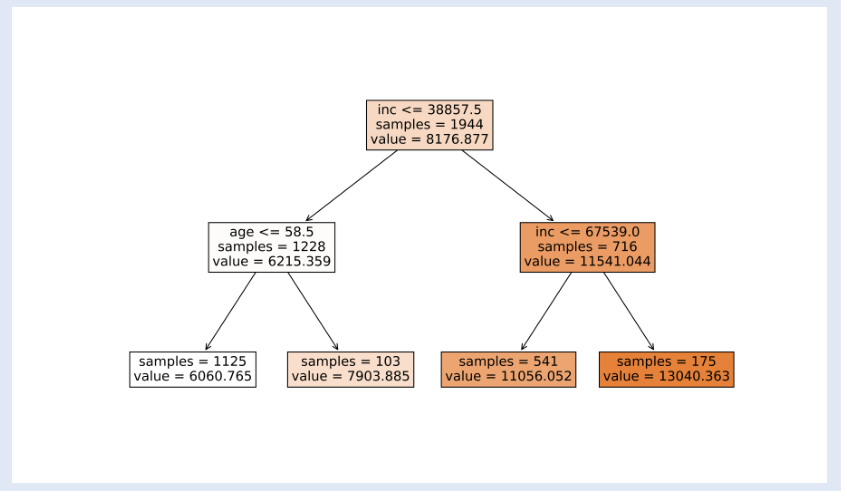 inc <= 38857.5
samples = 1944
value = 8176.877
age <= 58.5
samples = 1228
value = 6215.359
inc <= 67539.0
samples = 716
value = 11541.044
samples = 1125
value = 6060.765
samples = 103
value = 7903.885
samples = 541
value = 11056.052
samples = 175
value = 13040.363